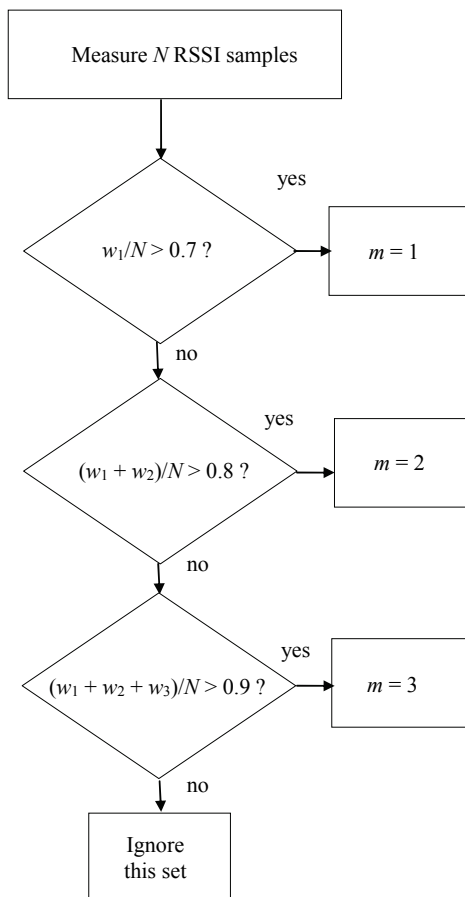 Measure N RSSI samples
yes
w₁/N > 0.7 ?
m = 1
no
yes
(w₁ + w₂)/N > 0.8 ?
m = 2
no
yes
(w₁ + w₂ + w₃)/N > 0.9 ?
m = 3
no
Ignore
this set